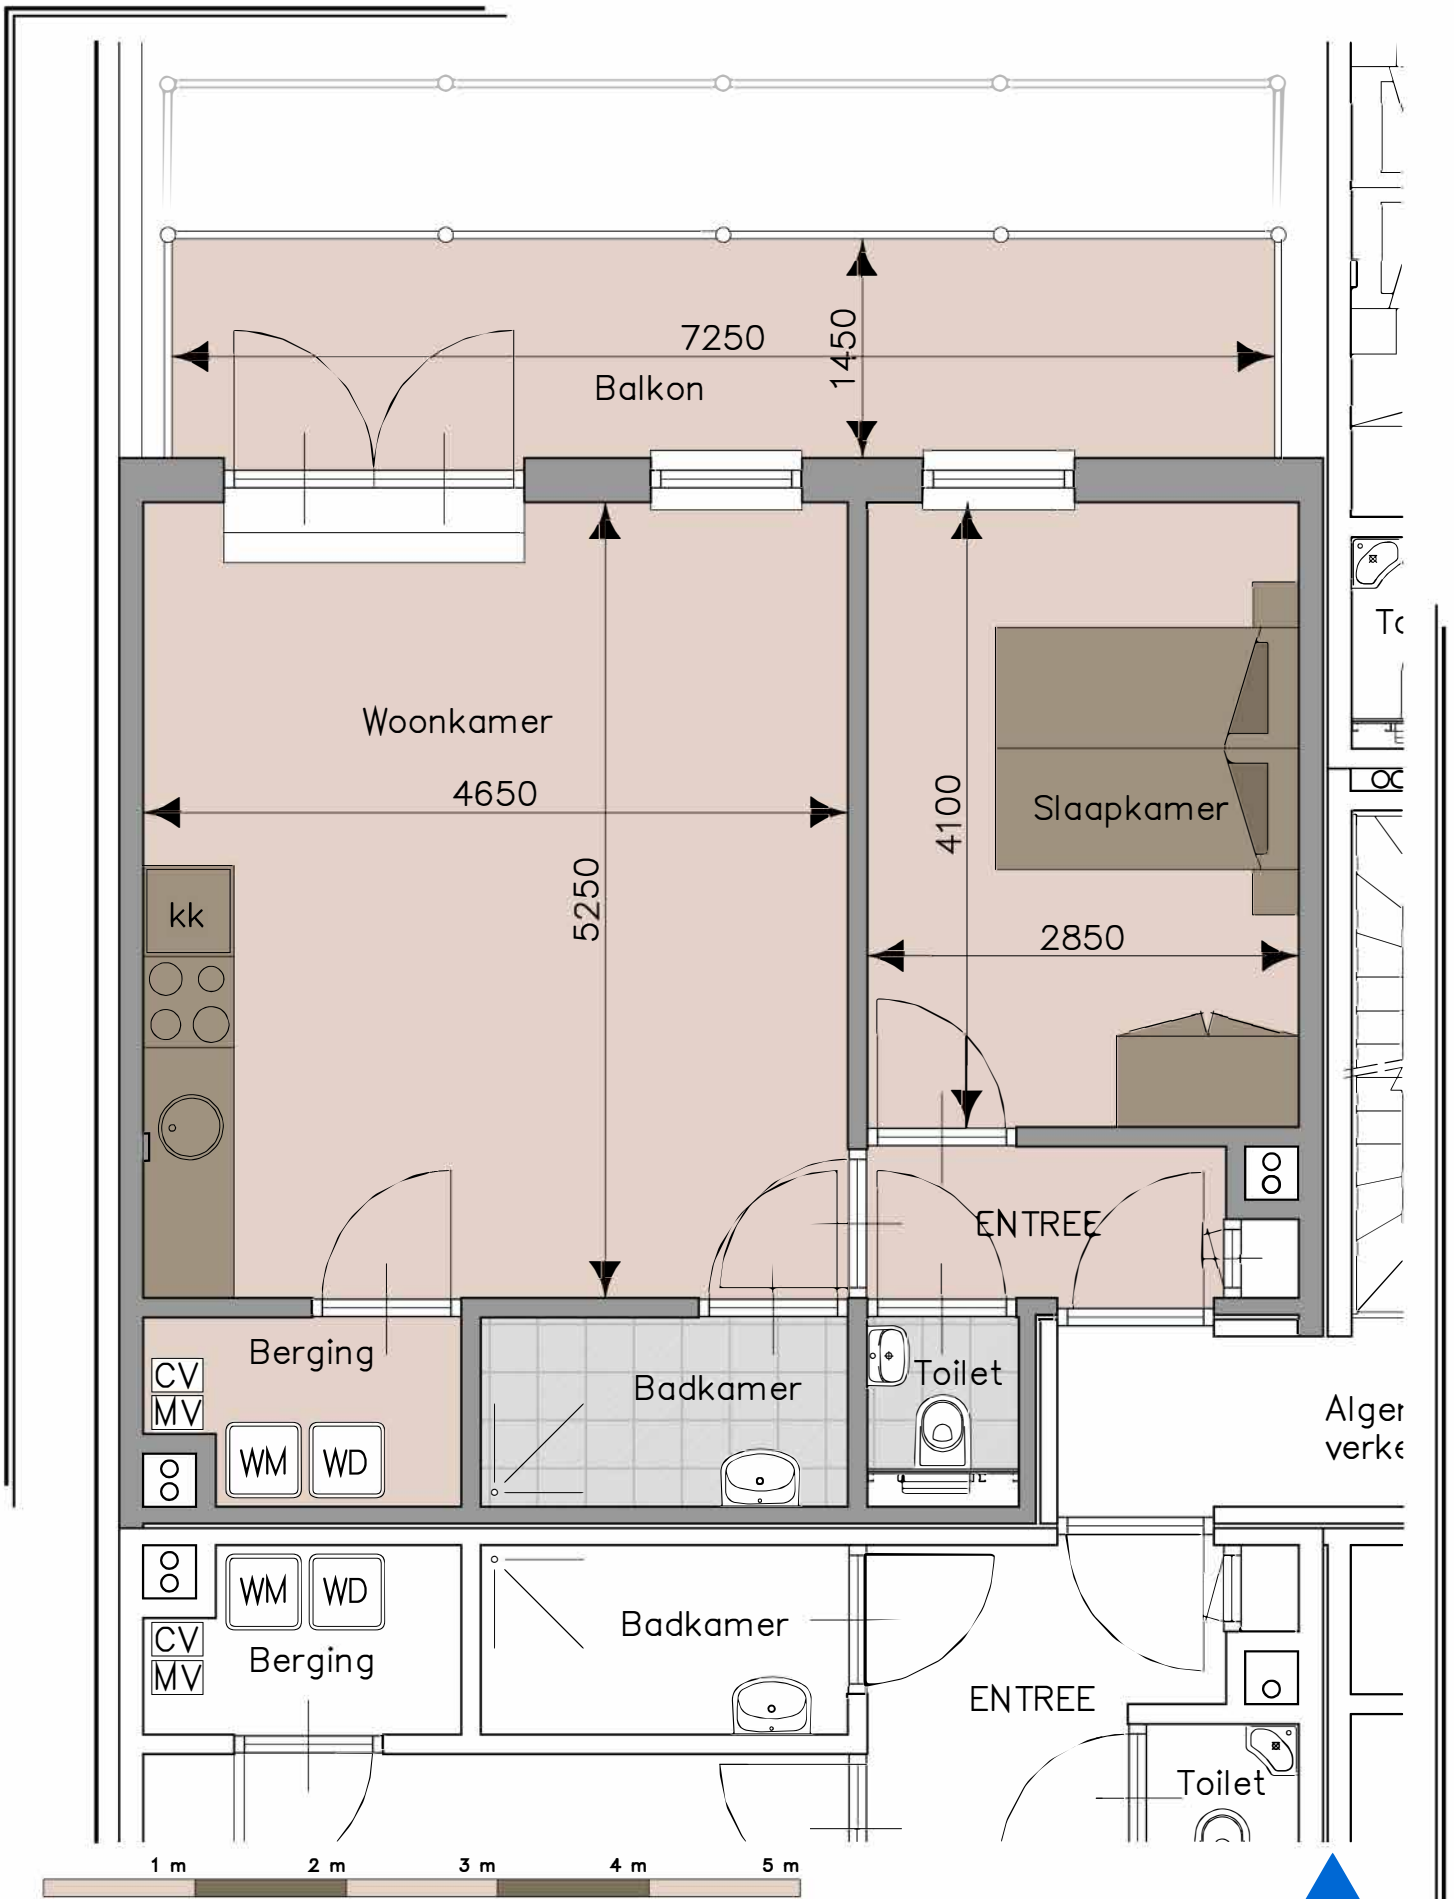 7250
1450
Balkon
Woonkamer
4650
5250
4100
Slaapkamer
2850
kk
ENTREE
Berging
CV
MV
WM
WD
Badkamer
Toilet
WM
WD
CV
MV
Berging
Badkamer
ENTREE
Toilet
1 m
2 m
3 m
4 m
5 m